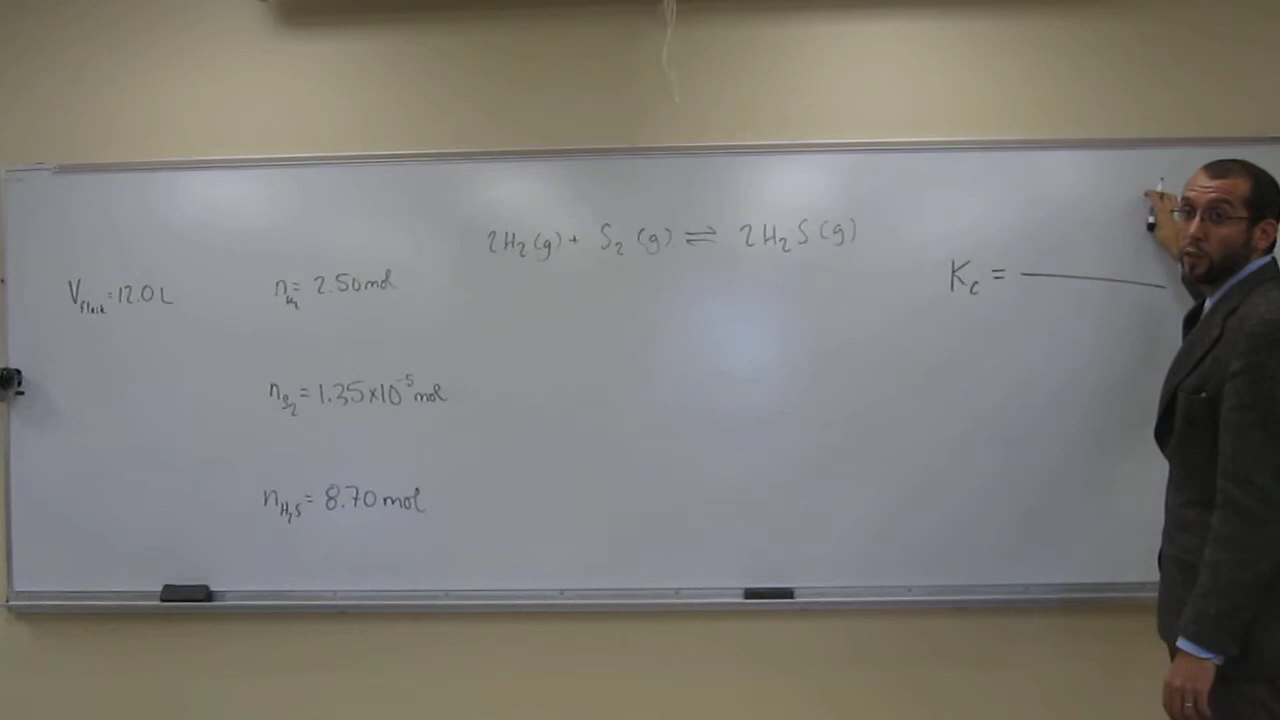 2H₂(g) + S₂(g) ⇌ 2H₂S(g)
K_c =
V_flask = 12.0 L
n_H₂ = 2.50 mol
n_S₂ = 1.35×10⁻⁵ mol
n_H₂S = 8.70 mol